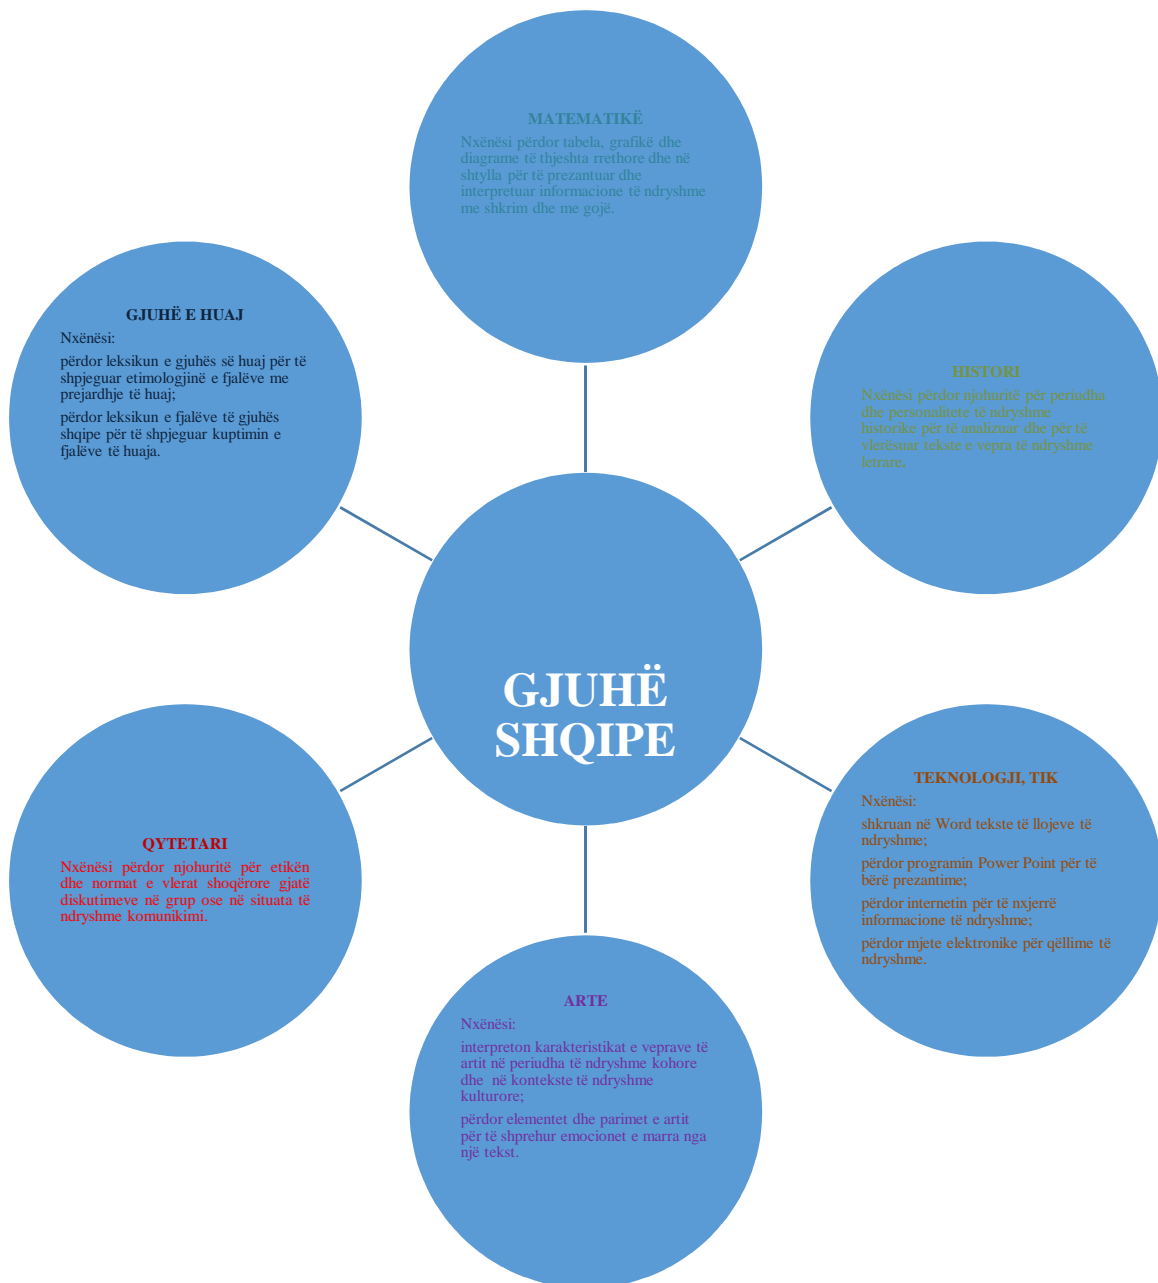 MATEMATIKË
Nxënësi përdor tabela, grafikë dhe
diagrame të thjeshta rrethore dhe në
shtylla për të prezantuar dhe
interpretuar informacione të ndryshme
me shkrim dhe me gojë.
HISTORI
Nxënësi përdor njohuritë për periudha
dhe personalitete të ndryshme
historike për të analizuar dhe për të
vlerësuar tekste e vepra të ndryshme
letrare.
TEKNOLOGJI, TIK
Nxënësi:
shkruan në Word tekste të llojeve të
ndryshme;
përdor programin Power Point për të
bërë prezantime;
përdor internetin për të nxjerrë
informacione të ndryshme;
përdor mjete elektronike për qëllime të
ndryshme.
ARTE
Nxënësi:
interpreton karakteristikat e veprave të
artit në periudha të ndryshme kohore
dhe në kontekste të ndryshme
kulturore;
përdor elementet dhe parimet e artit
për të shprehur emocionet e marra nga
një tekst.
QYTETARI
Nxënësi përdor njohuritë për etikën
dhe normat e vlerat shoqërore gjatë
diskutimeve në grup ose në situata të
ndryshme komunikimi.
GJUHË E HUAJ
Nxënësi:
përdor leksikun e gjuhës së huaj për të
shpjeguar etimologjinë e fjalëve me
prejardhje të huaj;
përdor leksikun e fjalëve të gjuhës
shqipe për të shpjeguar kuptimin e
fjalëve të huaja.
GJUHË
SHQIPE